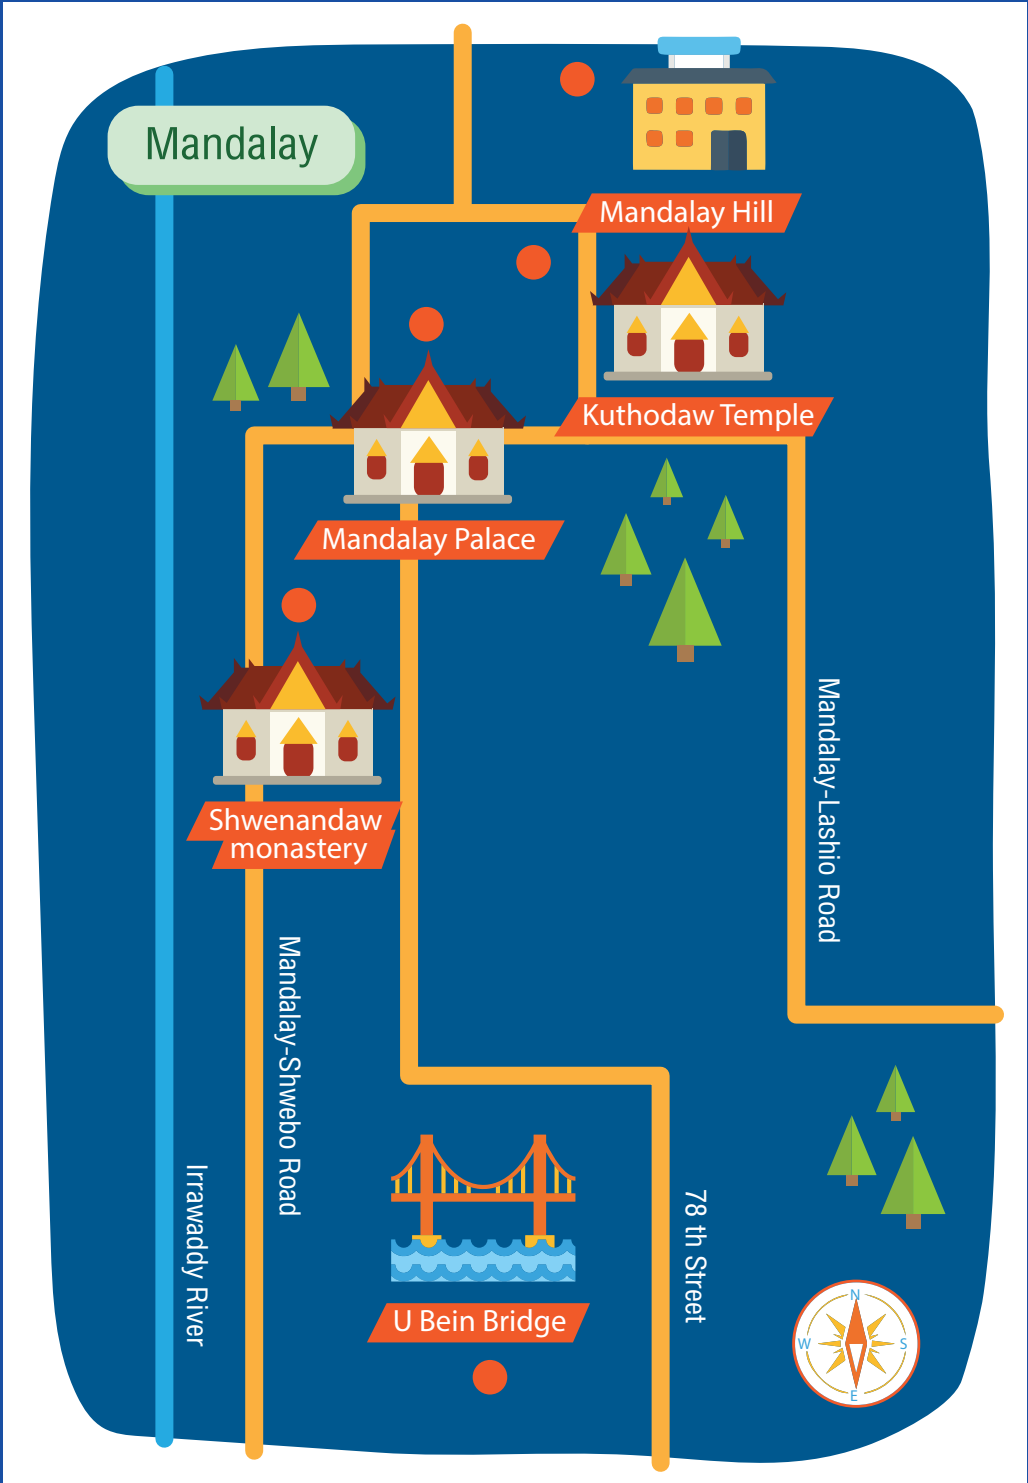 Mandalay
Mandalay Hill
Kuthodaw Temple
Mandalay Palace
Shwenandaw
monastery
Mandalay-Lashio Road
Mandalay-Shwebo Road
Irrawaddy River
78 th Street
U Bein Bridge
N
W
S
E